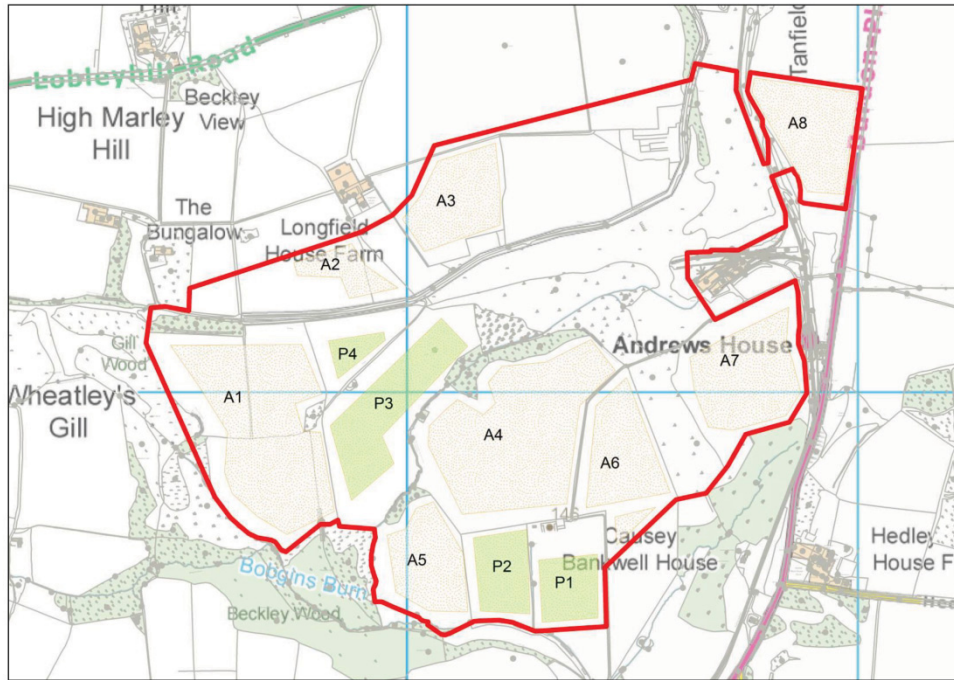 Lobleyhill Road
Beckley
View
High Marley
Hill
Tanfield
A8
A3
The
Bungalow
Longfield
House Farm
A2
Gill
Wood
Wheatley's
Gill
P4
Andrews House
A7
A1
P3
A4
A6
146
Causey
Bankwell House
Hedley
House F
A5
P2
P1
Bobgins Burn
Beckley Wood